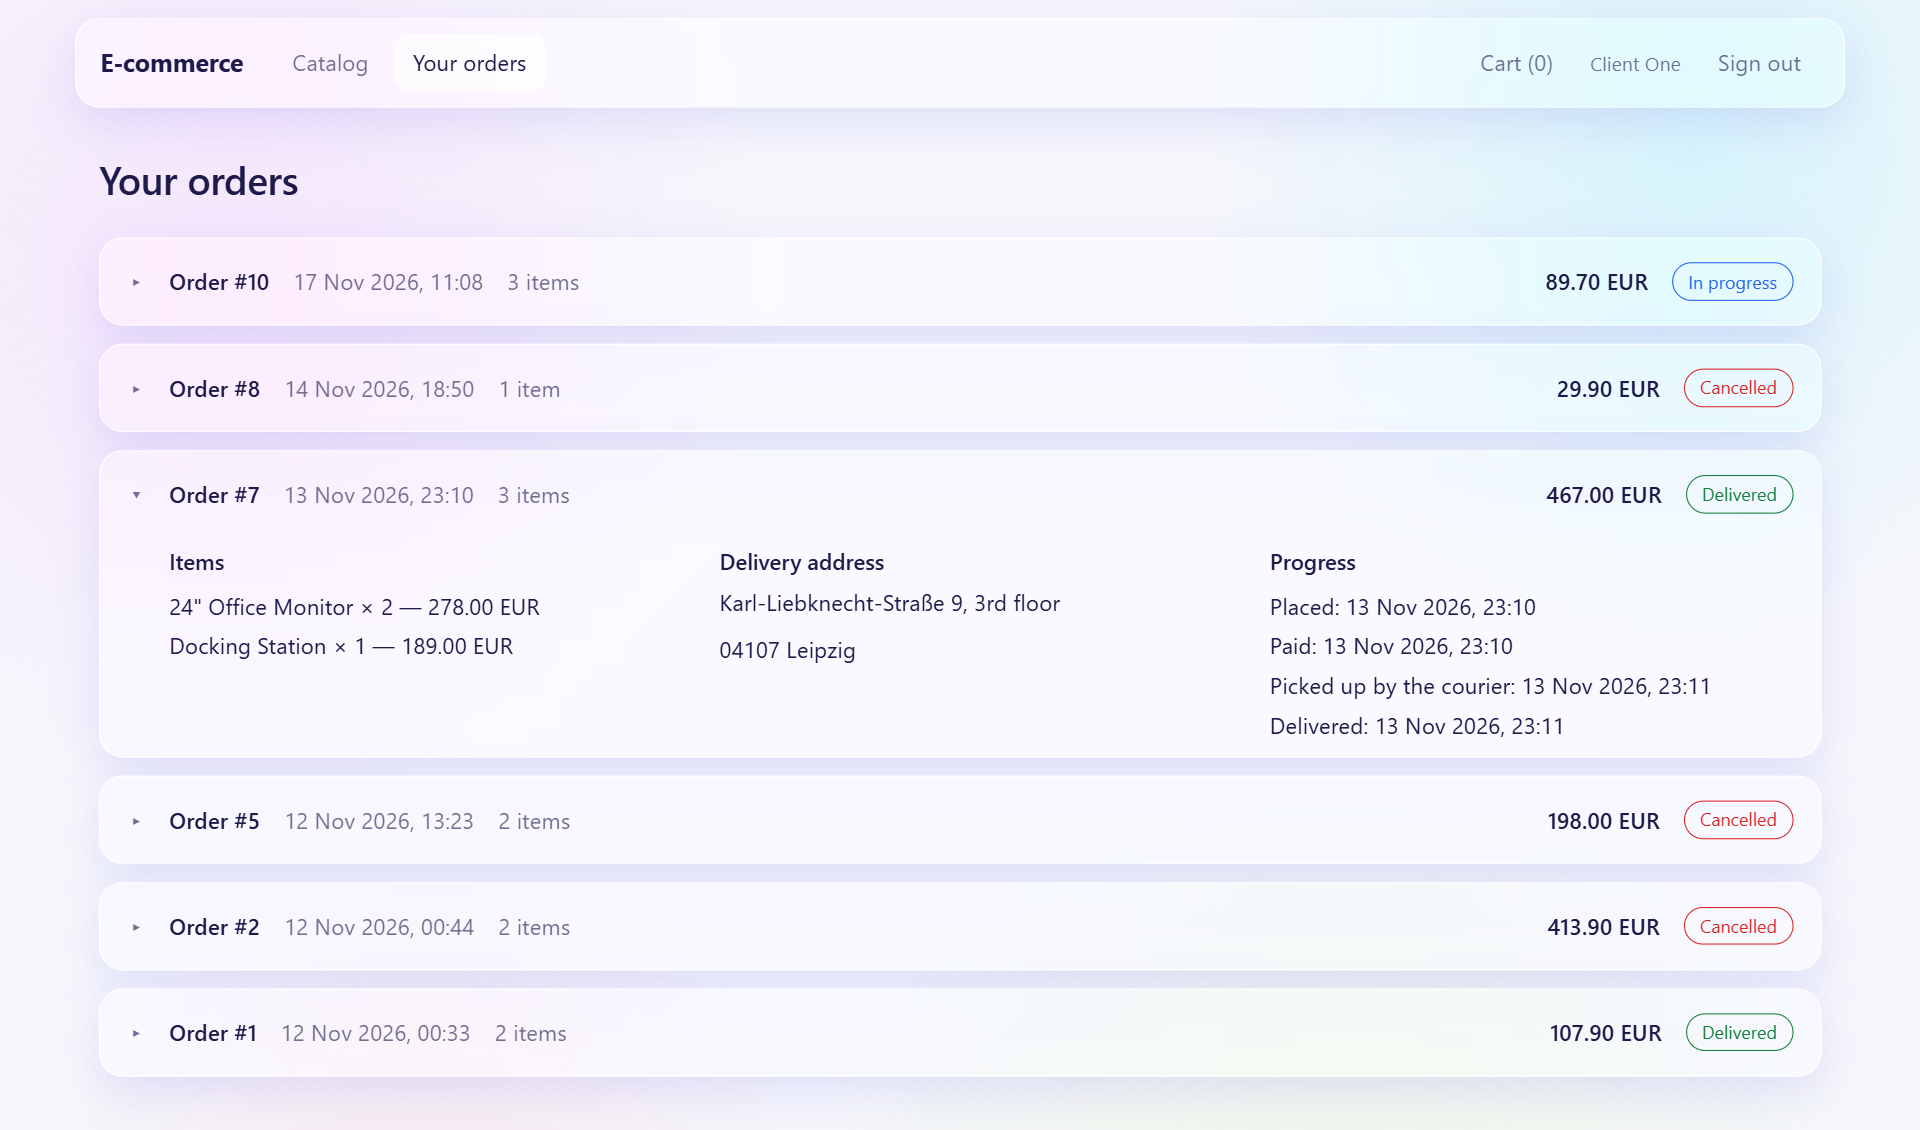 E-commerce Catalog Your orders Cart (0) Client One Sign out
Your orders
Order #10 17 Nov 2026, 11:08 3 items 89.70 EUR In progress
Order #8 14 Nov 2026, 18:50 1 item 29.90 EUR Cancelled
Order #7 13 Nov 2026, 23:10 3 items 467.00 EUR Delivered
Items
24" Office Monitor × 2 — 278.00 EUR
Docking Station × 1 — 189.00 EUR
Delivery address
Karl-Liebknecht-Straße 9, 3rd floor
04107 Leipzig
Progress
Placed: 13 Nov 2026, 23:10
Paid: 13 Nov 2026, 23:10
Picked up by the courier: 13 Nov 2026, 23:11
Delivered: 13 Nov 2026, 23:11
Order #5 12 Nov 2026, 13:23 2 items 198.00 EUR Cancelled
Order #2 12 Nov 2026, 00:44 2 items 413.90 EUR Cancelled
Order #1 12 Nov 2026, 00:33 2 items 107.90 EUR Delivered